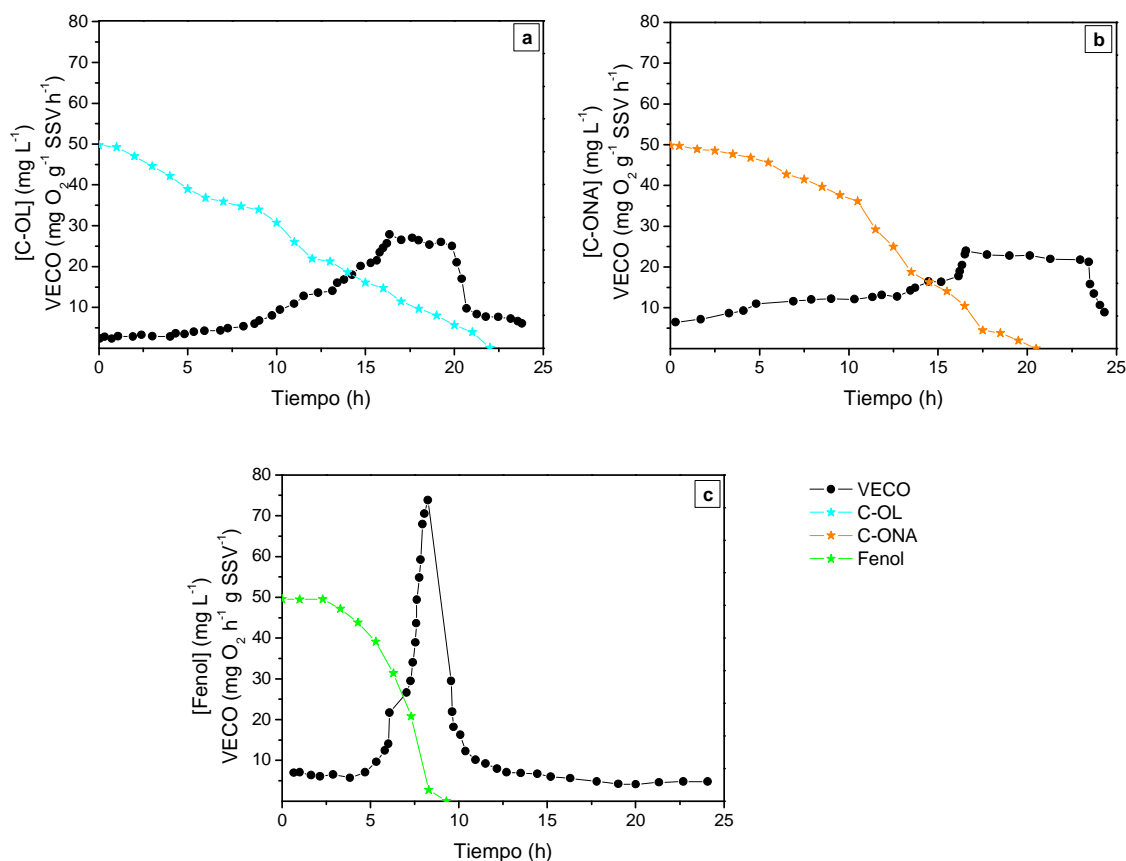 a
80
70
60
50
40
30
20
10
[C-OL] (mg L⁻¹)
VECO (mg O₂ g⁻¹ SSV h⁻¹)
0 5 10 15 20 25
Tiempo (h)
b
80
70
60
50
40
30
20
10
[C-ONA] (mg L⁻¹)
VECO (mg O₂ g⁻¹ SSV h⁻¹)
0 5 10 15 20 25
Tiempo (h)
c
80
70
60
50
40
30
20
10
[Fenol] (mg L⁻¹)
VECO (mg O₂ h⁻¹ g SSV⁻¹)
0 5 10 15 20 25
Tiempo (h)
VECO
C-OL
C-ONA
Fenol